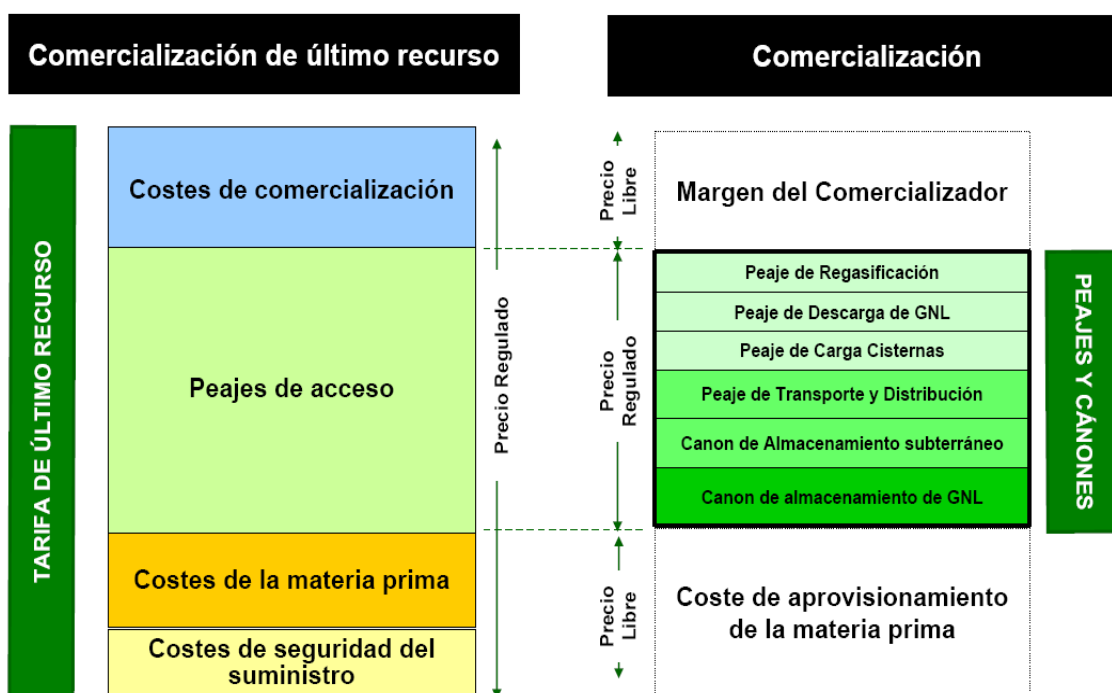 Comercialización de último recurso
Comercialización
TARIFA DE ÚLTIMO RECURSO
Costes de comercialización
Peajes de acceso
Costes de la materia prima
Costes de seguridad del
suministro
Precio Regulado
Precio
Libre
Precio
Regulado
Precio
Libre
Margen del Comercializador
Peaje de Regasificación
Peaje de Descarga de GNL
Peaje de Carga Cisternas
Peaje de Transporte y Distribución
Canon de Almacenamiento subterráneo
Canon de almacenamiento de GNL
Coste de aprovisionamiento
de la materia prima
PEAJES Y CÁNONES